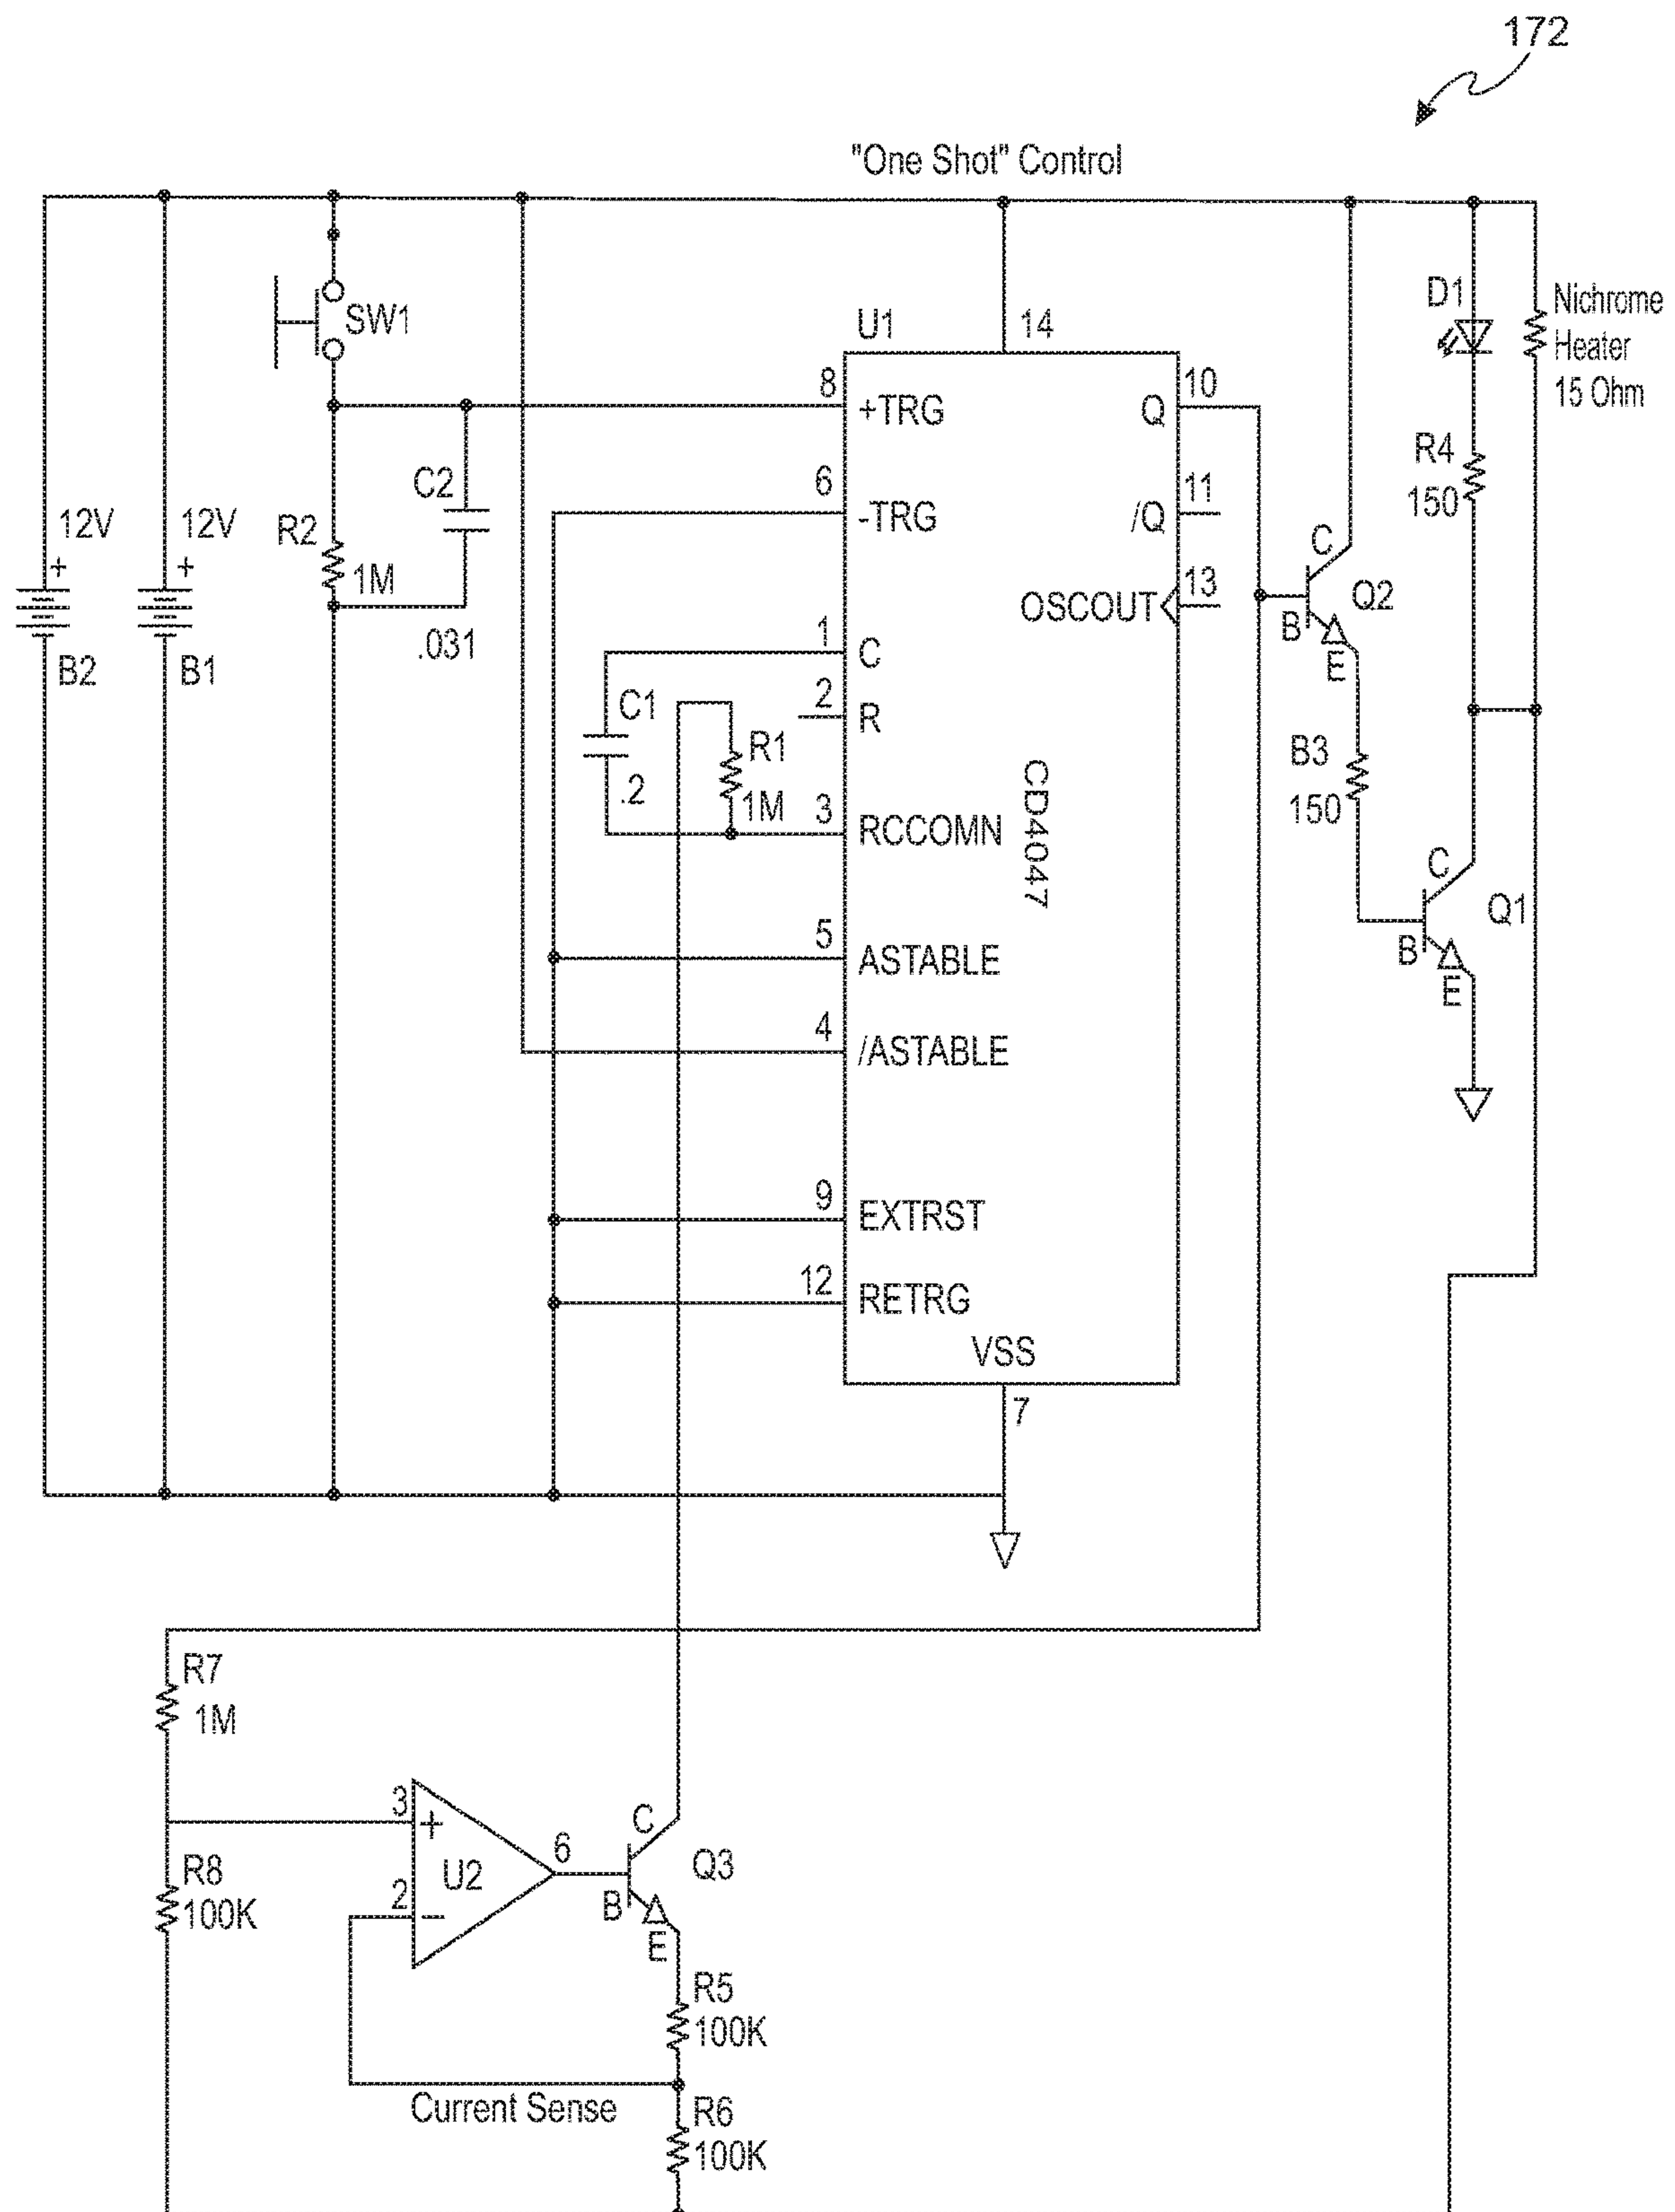 172
"One Shot" Control
SW1
U1
14
D1
Nichrome
Heater
15 Ohm
8
+TRG
Q
10
6
-TRG
/Q
11
C2
.031
R2
1M
R4
150
12V
+
B2
12V
+
B1
OSCOUT
13
C
B
E
Q2
1
C
2
R
C1
.2
R1
1M
3
RCCOMN
CD4047
B3
150
5
ASTABLE
C
B
E
Q1
4
/ASTABLE
9
EXTRST
12
RETRG
VSS
7
R7
1M
3
+
R8
100K
2
-
U2
6
C
B
E
Q3
R5
100K
Current Sense
R6
100K